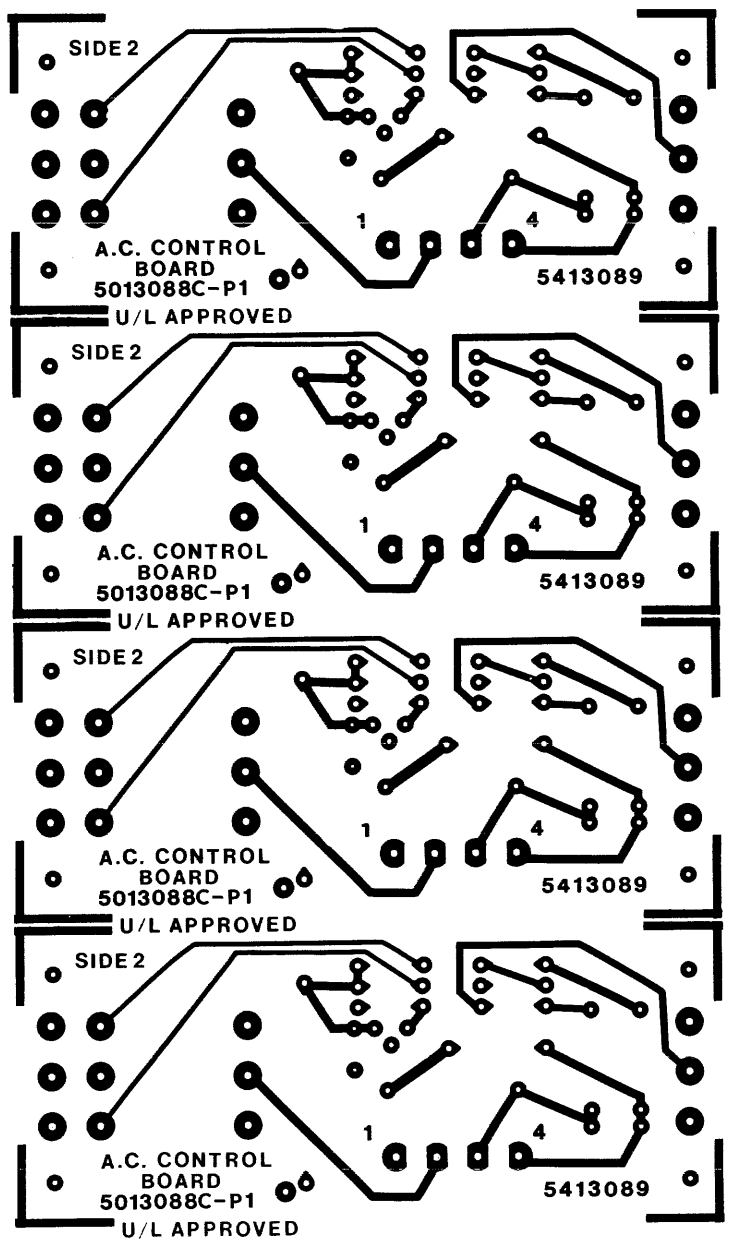 SIDE 2
1
4
A.C. CONTROL
BOARD
5013088C-P1
5413089
U/L APPROVED
SIDE 2
1
4
A.C. CONTROL
BOARD
5013088C-P1
5413089
U/L APPROVED
SIDE 2
1
4
A.C. CONTROL
BOARD
5013088C-P1
5413089
U/L APPROVED
SIDE 2
1
4
A.C. CONTROL
BOARD
5013088C-P1
5413089
U/L APPROVED